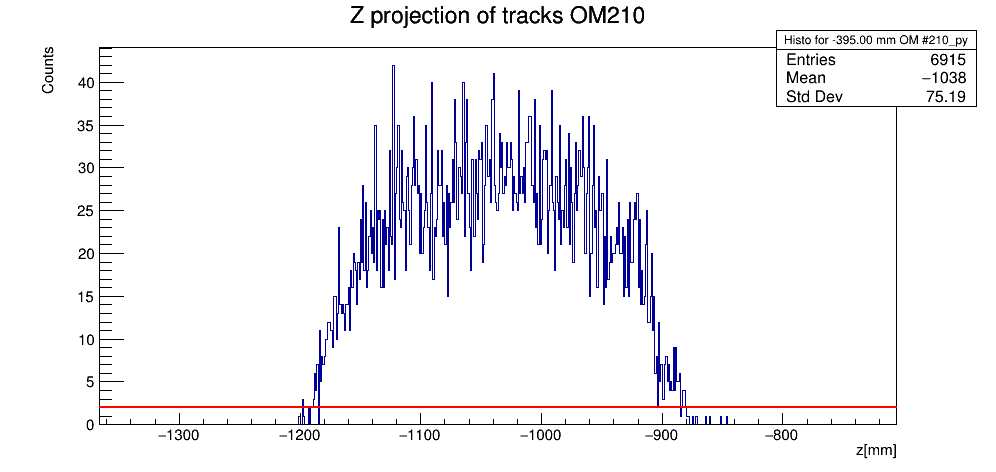 Z projection of tracks OM210
Histo for -395.00 mm OM #210_py
Entries 6915
Mean −1038
Std Dev 75.19
Counts
40
35
30
25
20
15
10
5
0
−1300 −1200 −1100 −1000 −900 −800
z[mm]